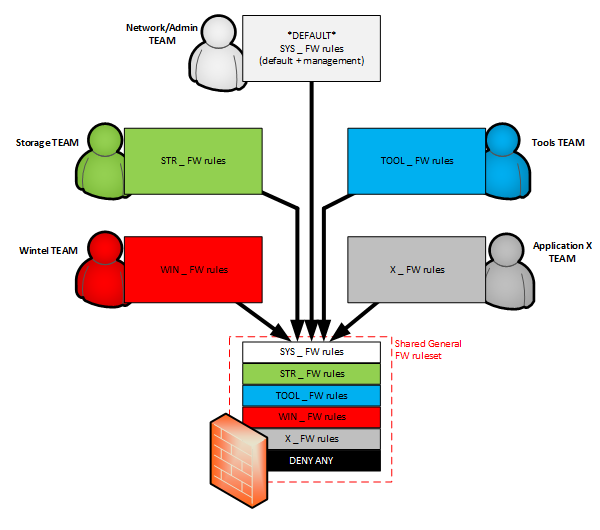 Network/Admin
TEAM
*DEFAULT*
SYS _ FW rules
(default + management)
Storage TEAM
STR _ FW rules
TOOL _ FW rules
Tools TEAM
Wintel TEAM
WIN _ FW rules
X _ FW rules
Application X
TEAM
Shared General
FW ruleset
SYS _ FW rules
STR _ FW rules
TOOL _ FW rules
WIN _ FW rules
X _ FW rules
DENY ANY